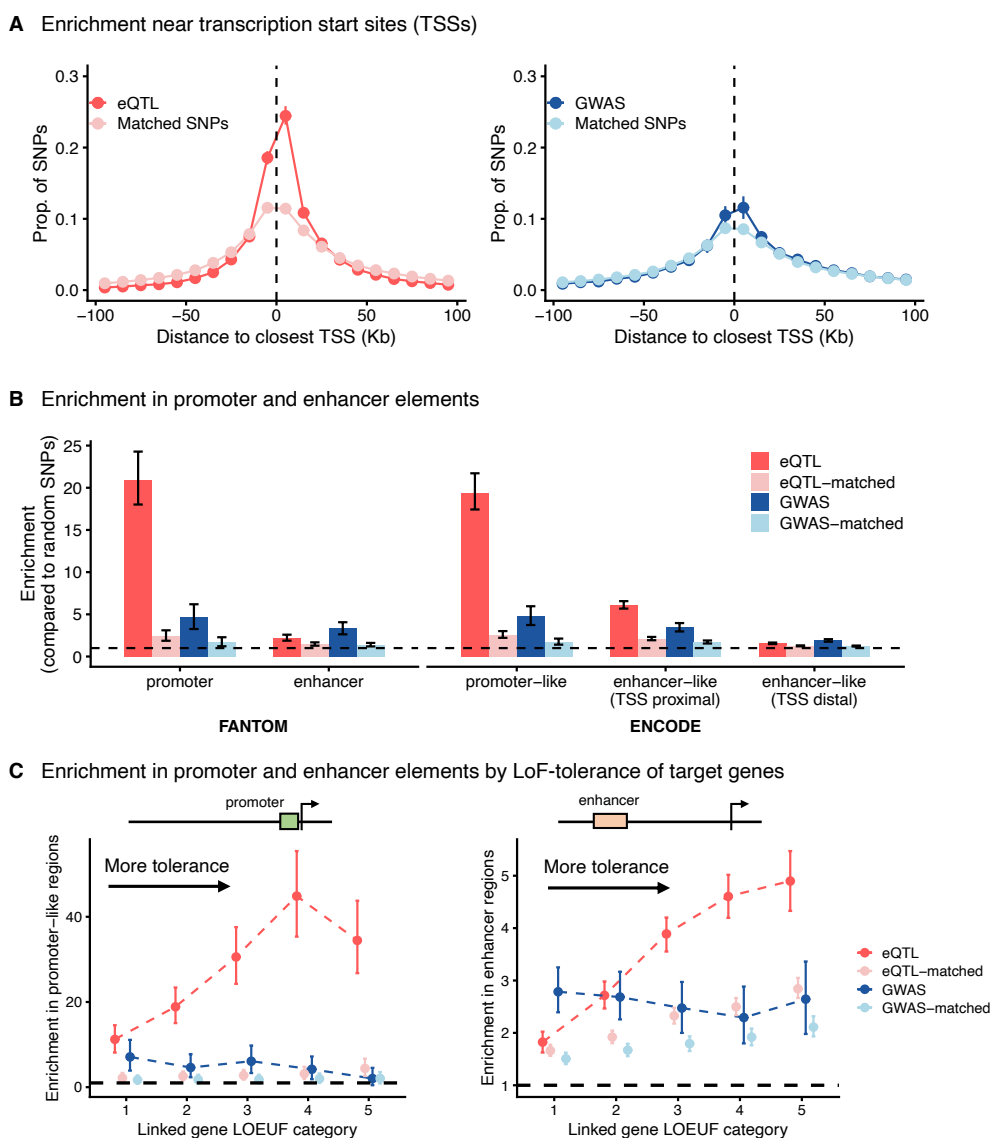 A Enrichment near transcription start sites (TSSs)
Prop. of SNPs
0.3
0.2
0.1
0.0
eQTL
Matched SNPs
−100
−50
0
50
100
Distance to closest TSS (Kb)
Prop. of SNPs
0.3
0.2
0.1
0.0
GWAS
Matched SNPs
−100
−50
0
50
100
Distance to closest TSS (Kb)
B Enrichment in promoter and enhancer elements
Enrichment
(compared to random SNPs)
25
20
15
10
5
0
eQTL
eQTL−matched
GWAS
GWAS−matched
promoter
enhancer
promoter−like
enhancer−like
(TSS proximal)
enhancer−like
(TSS distal)
FANTOM
ENCODE
C Enrichment in promoter and enhancer elements by LoF-tolerance of target genes
promoter
More tolerance
Enrichment in promoter−like regions
40
20
0
1
2
3
4
5
Linked gene LOEUF category
enhancer
More tolerance
Enrichment in enhancer regions
5
4
3
2
1
1
2
3
4
5
Linked gene LOEUF category
eQTL
eQTL−matched
GWAS
GWAS−matched